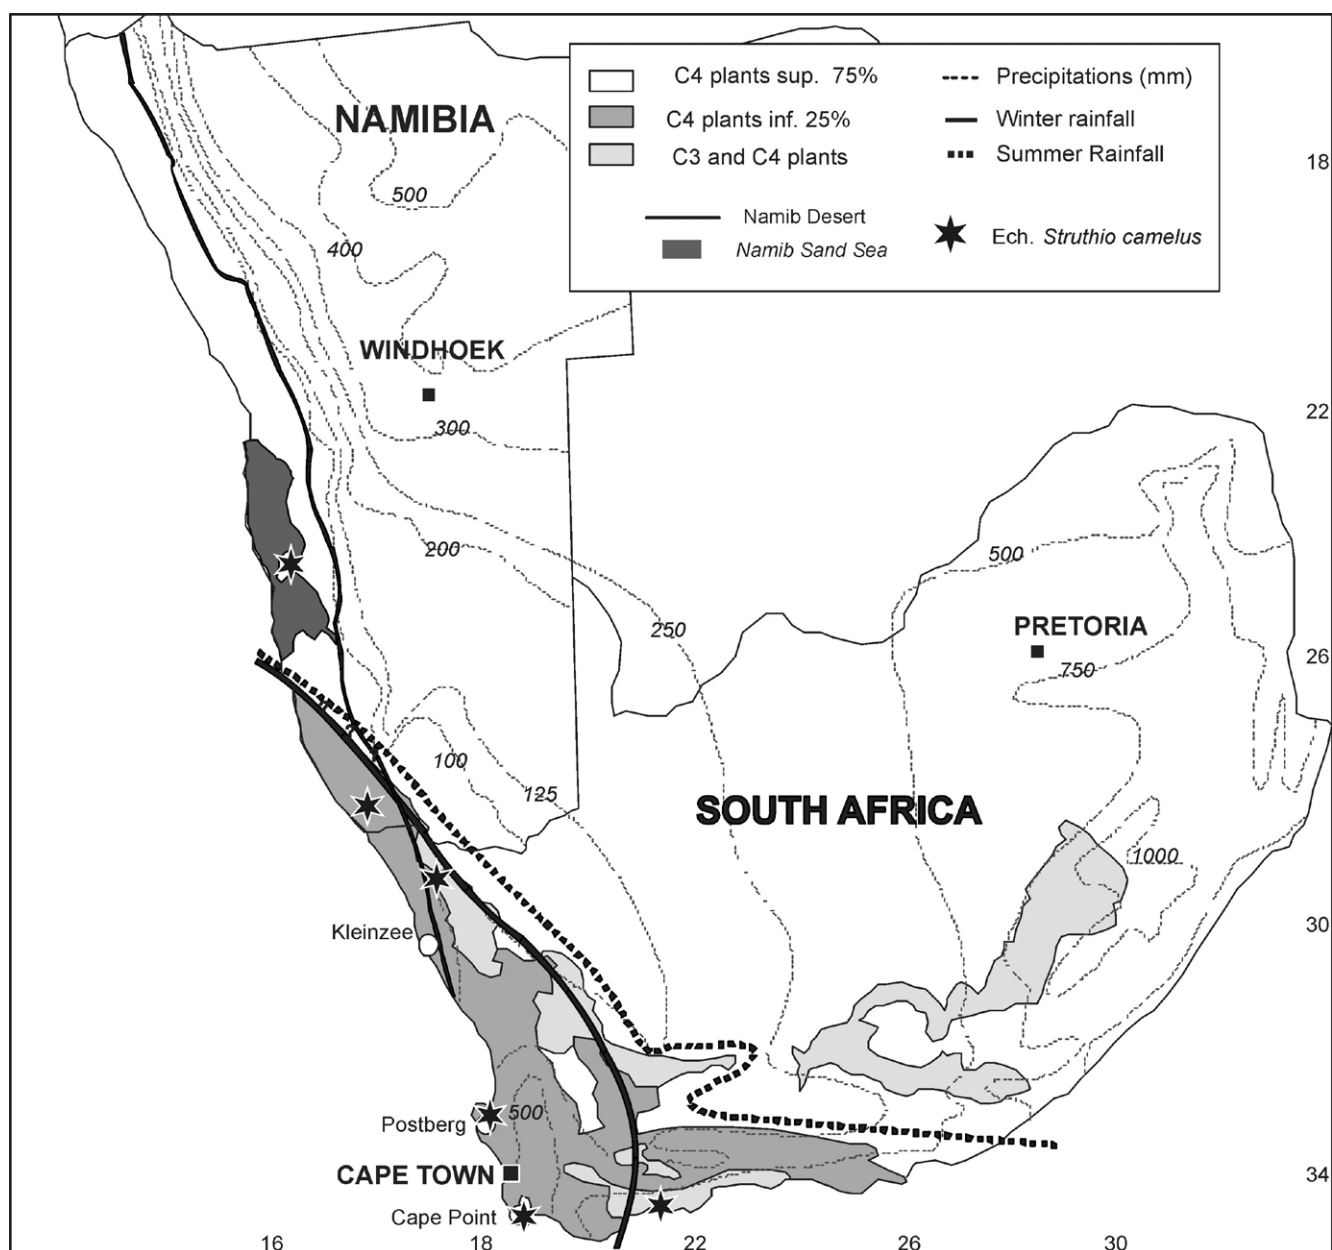 C4 plants sup. 75%
Precipitations (mm)
NAMIBIA
C4 plants inf. 25%
Winter rainfall
C3 and C4 plants
Summer Rainfall
18
500
Namib Desert
400
Namib Sand Sea
Ech. Struthio camelus
WINDHOEK
22
300
200
500
250
PRETORIA
26
750
100
125
SOUTH AFRICA
1000
Kleinzee
30
Postberg
500
CAPE TOWN
34
Cape Point
16
18
22
26
30